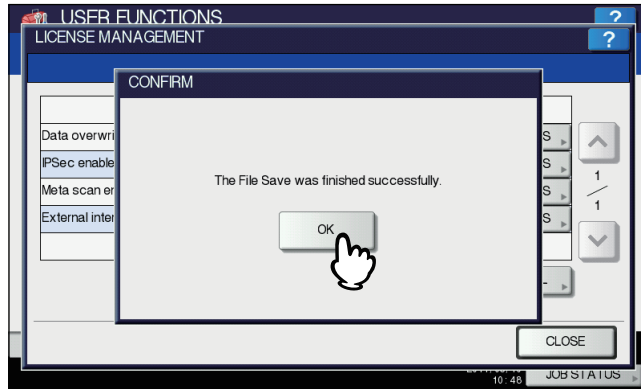 USER FUNCTIONS
?
LICENSE MANAGEMENT
?
CONFIRM
Data overwri
S
IPSec enable
S
Meta scan en
S
External inter
S
1
1
The File Save was finished successfully.
OK
CLOSE
10:48
JOB STATUS